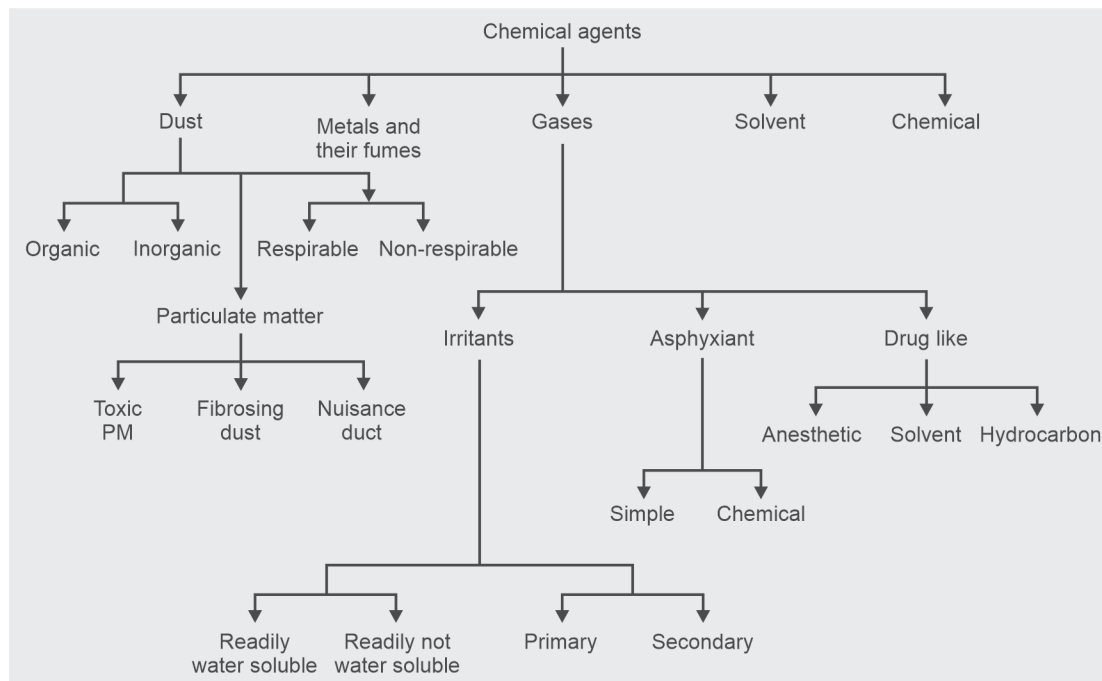 Chemical agents
Dust
Metals and
their fumes
Gases
Solvent
Chemical
Organic
Inorganic
Respirable
Non-respirable
Particulate matter
Irritants
Asphyxiant
Drug like
Toxic
PM
Fibrosing
dust
Nuisance
duct
Anesthetic
Solvent
Hydrocarbon
Simple
Chemical
Readily
water soluble
Readily not
water soluble
Primary
Secondary